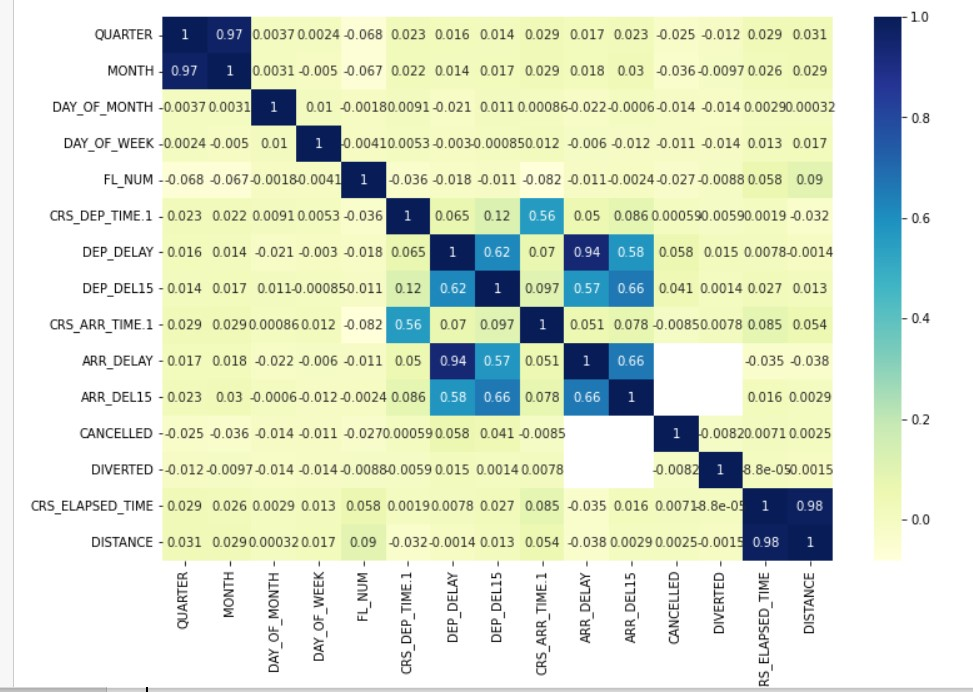 QUARTER 1 0.97 0.0037 0.0024 -0.068 0.023 0.016 0.014 0.029 0.017 0.023 -0.025 -0.012 0.029 0.031
MONTH 0.97 1 0.0031 -0.005 -0.067 0.022 0.014 0.017 0.029 0.018 0.03 -0.036 -0.0097 0.026 0.029
DAY_OF_MONTH 0.0037 0.0031 1 0.01 -0.0018 0.0091 -0.021 0.011 0.00086 -0.022 -0.0006 -0.014 -0.014 0.0029 0.00032
DAY_OF_WEEK 0.0024 -0.005 0.01 1 -0.0041 0.0053 -0.003 -0.00085 0.012 -0.006 -0.012 -0.011 -0.014 0.013 0.017
FL_NUM -0.068 -0.067 -0.0018 -0.0041 1 -0.036 -0.018 -0.011 -0.082 -0.011 -0.0024 -0.027 -0.0088 0.058 0.09
CRS_DEP_TIME.1 0.023 0.022 0.0091 0.0053 -0.036 1 0.065 0.12 0.56 0.05 0.086 0.00059 -0.0059 0.0019 -0.032
DEP_DELAY 0.016 0.014 -0.021 -0.003 -0.018 0.065 1 0.62 0.07 0.94 0.58 0.058 0.015 0.0078 -0.0014
DEP_DEL15 0.014 0.017 0.011 -0.00085 -0.011 0.12 0.62 1 0.097 0.57 0.66 0.041 0.0014 0.027 0.013
CRS_ARR_TIME.1 0.029 0.029 0.00086 0.012 -0.082 0.56 0.07 0.097 1 0.051 0.078 -0.0085 0.0078 0.085 0.054
ARR_DELAY 0.017 0.018 -0.022 -0.006 -0.011 0.05 0.94 0.57 0.051 1 0.66 -0.035 -0.038
ARR_DEL15 0.023 0.03 -0.0006 -0.012 -0.0024 0.086 0.58 0.66 0.078 0.66 1 0.016 0.0029
CANCELLED -0.025 -0.036 -0.014 -0.011 -0.027 0.00059 0.058 0.041 -0.0085 1 -0.0082 0.0071 0.0025
DIVERTED -0.012 -0.0097 -0.014 -0.014 -0.0088 -0.0059 0.015 0.0014 0.0078 -0.0082 1 -8.8e-05 -0.0015
CRS_ELAPSED_TIME 0.029 0.026 0.0029 0.013 0.058 0.0019 0.0078 0.027 0.085 -0.035 0.016 0.0071 -8.8e-05 1 0.98
DISTANCE 0.031 0.029 0.00032 0.017 0.09 -0.032 -0.0014 0.013 0.054 -0.038 0.0029 0.0025 -0.0015 0.98 1
QUARTER
MONTH
DAY_OF_MONTH
DAY_OF_WEEK
FL_NUM
CRS_DEP_TIME.1
DEP_DELAY
DEP_DEL15
CRS_ARR_TIME.1
ARR_DELAY
ARR_DEL15
CANCELLED
DIVERTED
RS_ELAPSED_TIME
DISTANCE
1.0
0.8
0.6
0.4
0.2
0.0